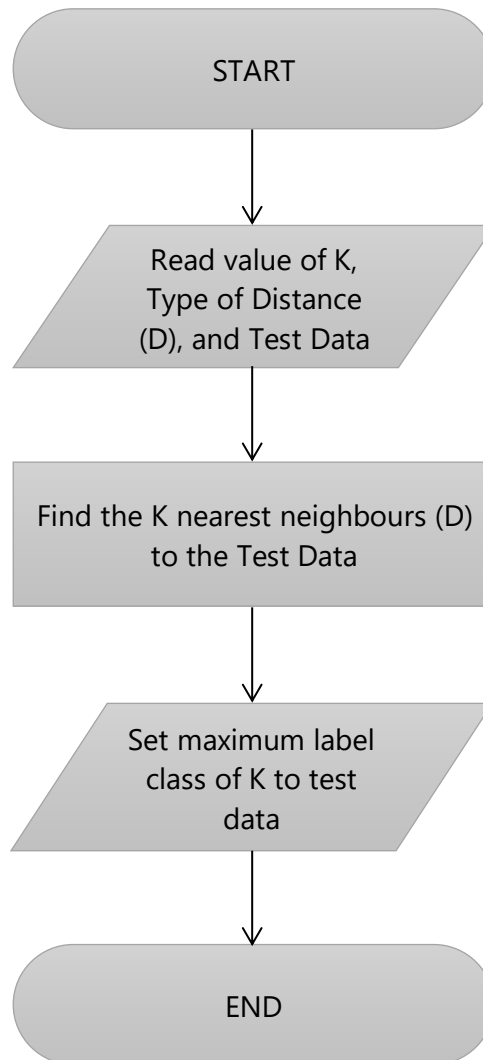 START
Read value of K,
Type of Distance
(D), and Test Data
Find the K nearest neighbours (D)
to the Test Data
Set maximum label
class of K to test
data
END